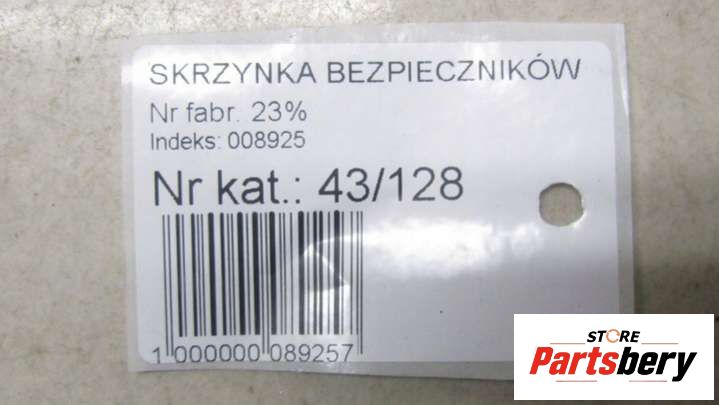 SKRZYNKA BEZPIECZNIKÓW
Nr fabr. 23%
Indeks: 008925
Nr kat.: 43/128
1 000000 089257
STORE
Partsbery